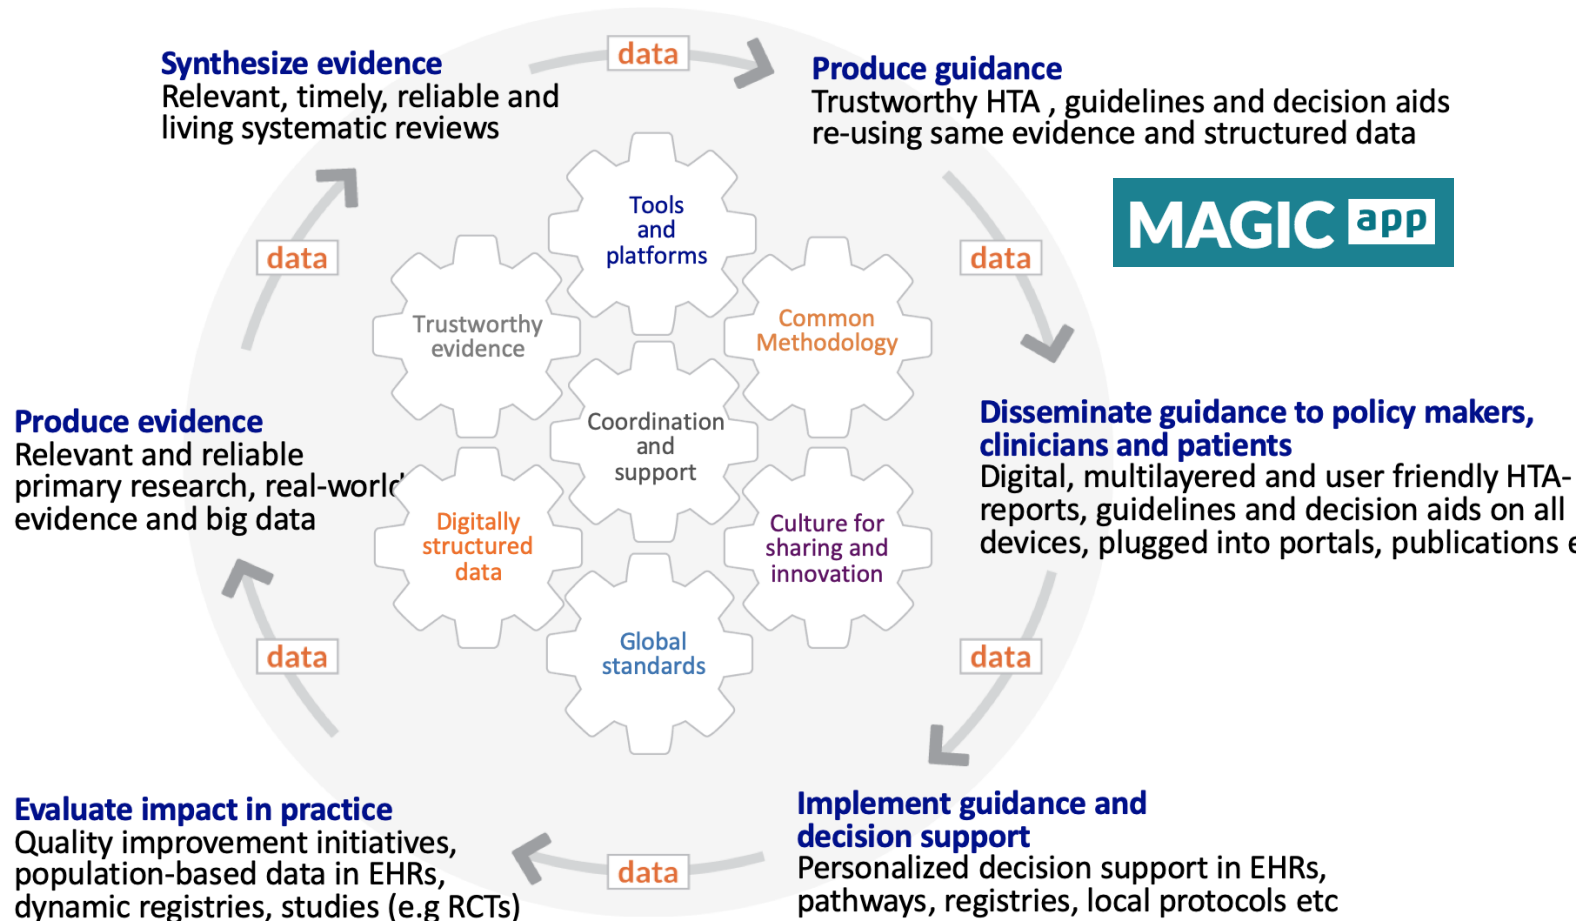 Synthesize evidence
Relevant, timely, reliable and
living systematic reviews
data
Produce guidance
Trustworthy HTA , guidelines and decision aids
re-using same evidence and structured data
MAGIC app
data
Disseminate guidance to policy makers,
clinicians and patients
Digital, multilayered and user friendly HTA-
reports, guidelines and decision aids on all
devices, plugged into portals, publications
data
Implement guidance and
decision support
Personalized decision support in EHRs,
pathways, registries, local protocols etc
data
Evaluate impact in practice
Quality improvement initiatives,
population-based data in EHRs,
dynamic registries, studies (e.g RCTs)
data
Produce evidence
Relevant and reliable
primary research, real-world
evidence and big data
data
Tools
and
platforms
Trustworthy
evidence
Common
Methodology
Coordination
and
support
Digitally
structured
data
Culture for
sharing and
innovation
Global
standards